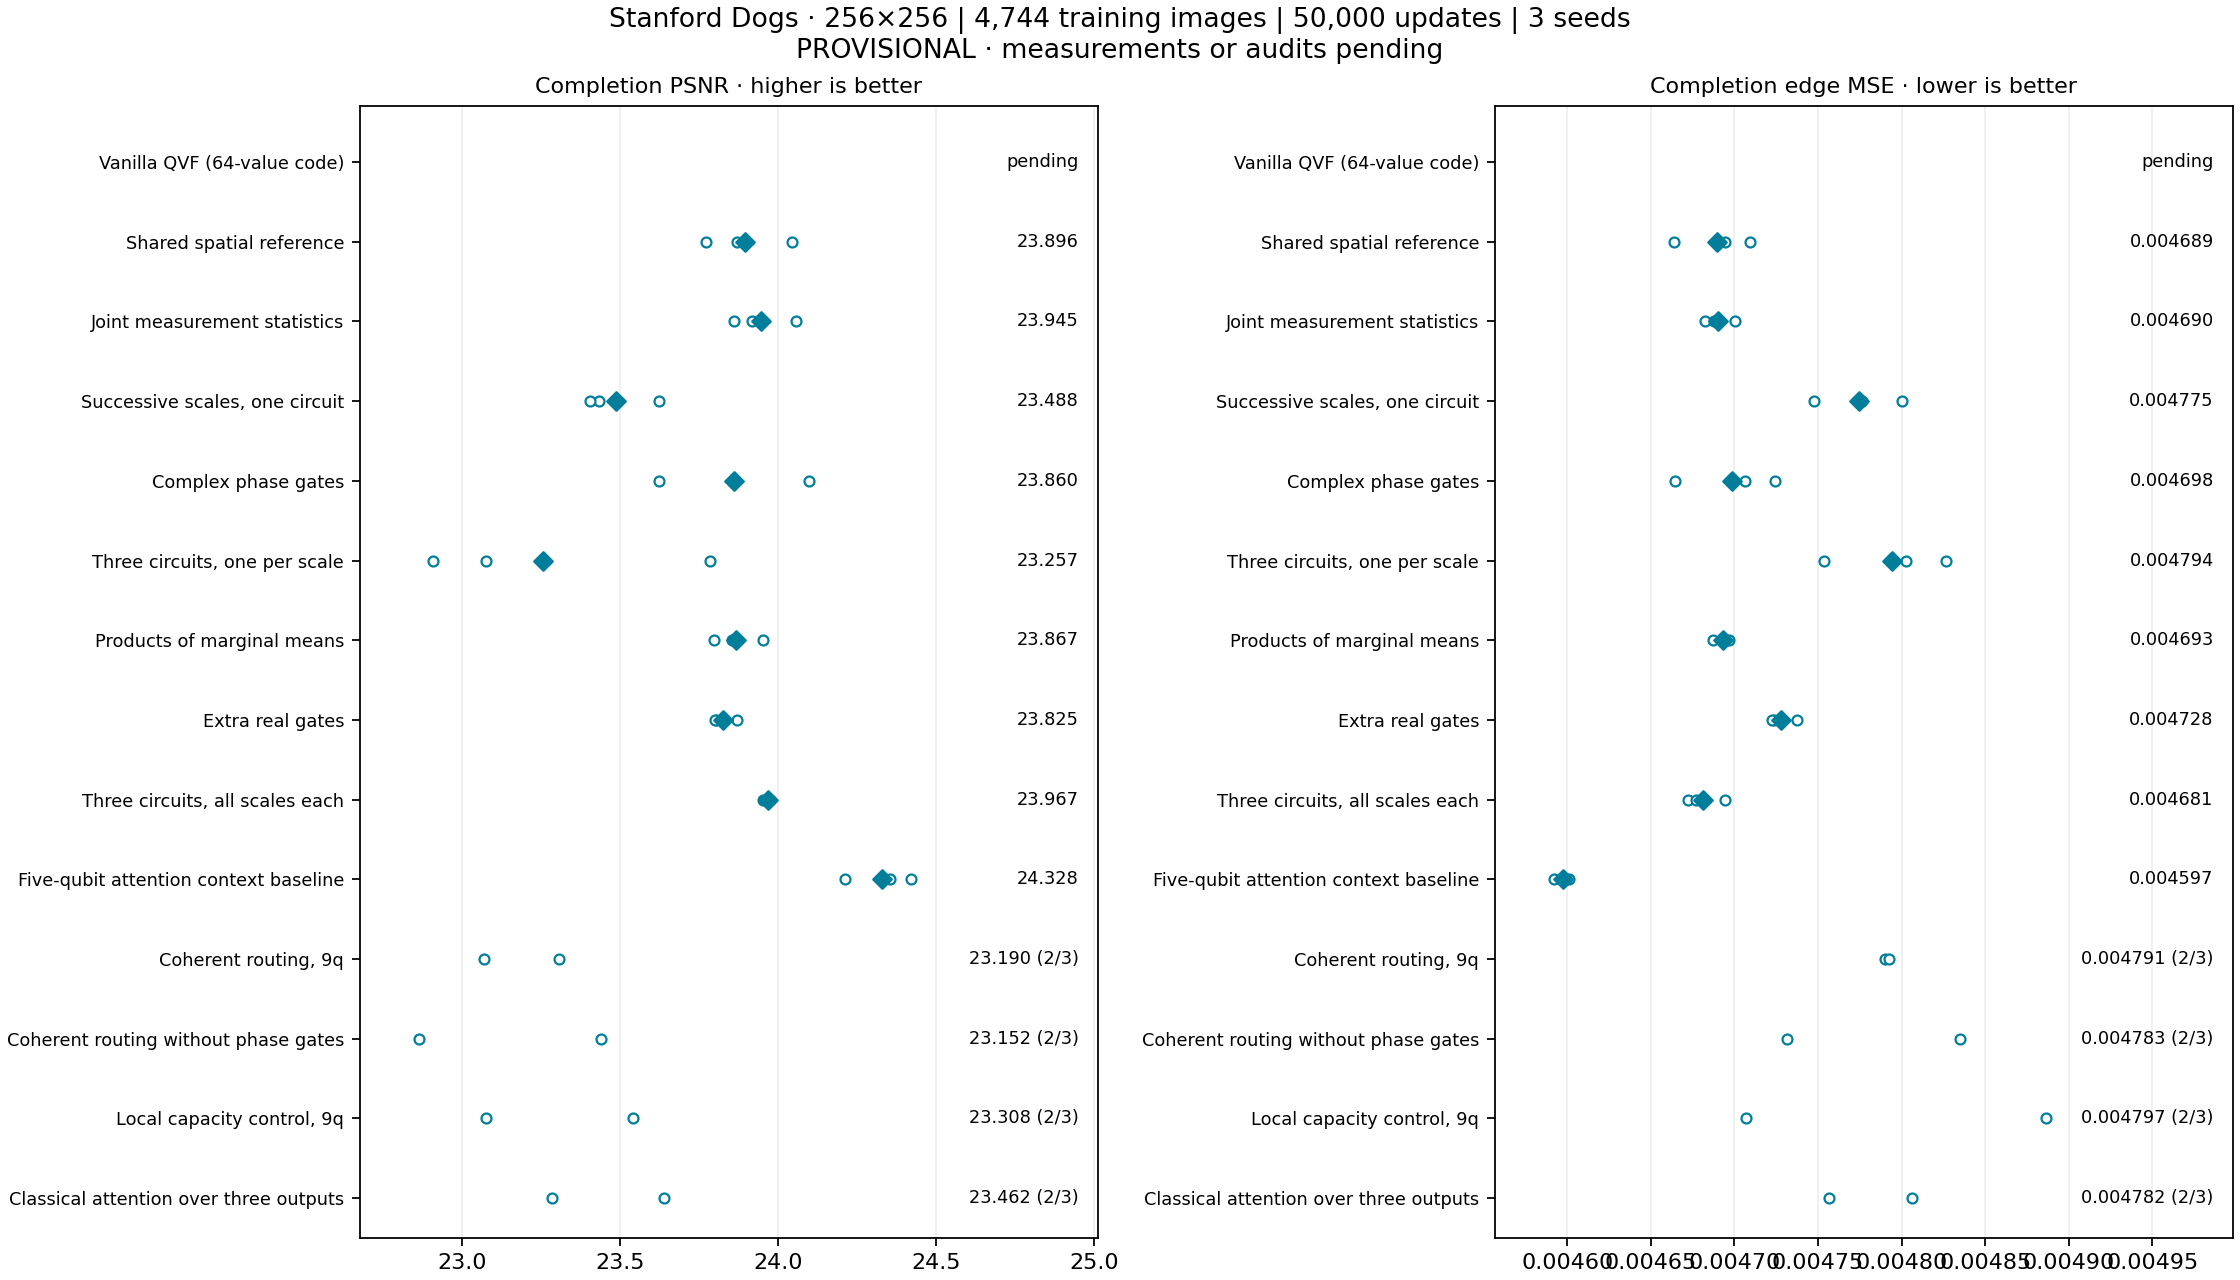 Stanford Dogs · 256×256 | 4,744 training images | 50,000 updates | 3 seeds
PROVISIONAL · measurements or audits pending
Completion PSNR · higher is better
Vanilla QVF (64-value code) pending
Shared spatial reference 23.896
Joint measurement statistics 23.945
Successive scales, one circuit 23.488
Complex phase gates 23.860
Three circuits, one per scale 23.257
Products of marginal means 23.867
Extra real gates 23.825
Three circuits, all scales each 23.967
Five-qubit attention context baseline 24.328
Coherent routing, 9q 23.190 (2/3)
Coherent routing without phase gates 23.152 (2/3)
Local capacity control, 9q 23.308 (2/3)
Classical attention over three outputs 23.462 (2/3)
23.0 23.5 24.0 24.5 25.0
Completion edge MSE · lower is better
Vanilla QVF (64-value code) pending
Shared spatial reference 0.004689
Joint measurement statistics 0.004690
Successive scales, one circuit 0.004775
Complex phase gates 0.004698
Three circuits, one per scale 0.004794
Products of marginal means 0.004693
Extra real gates 0.004728
Three circuits, all scales each 0.004681
Five-qubit attention context baseline 0.004597
Coherent routing, 9q 0.004791 (2/3)
Coherent routing without phase gates 0.004783 (2/3)
Local capacity control, 9q 0.004797 (2/3)
Classical attention over three outputs 0.004782 (2/3)
0.00460 0.00465 0.00470 0.00475 0.00480 0.00485 0.00490 0.00495